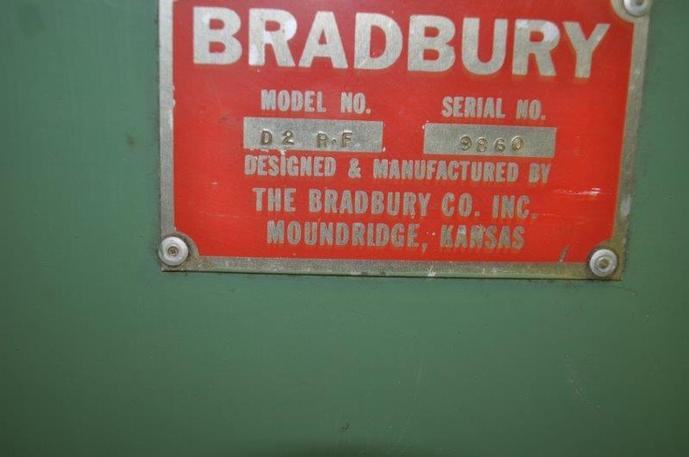 BRADBURY
MODEL NO. SERIAL NO.
D2 R.F 9860
DESIGNED & MANUFACTURED BY
THE BRADBURY CO. INC.
MOUNDRIDGE, KANSAS